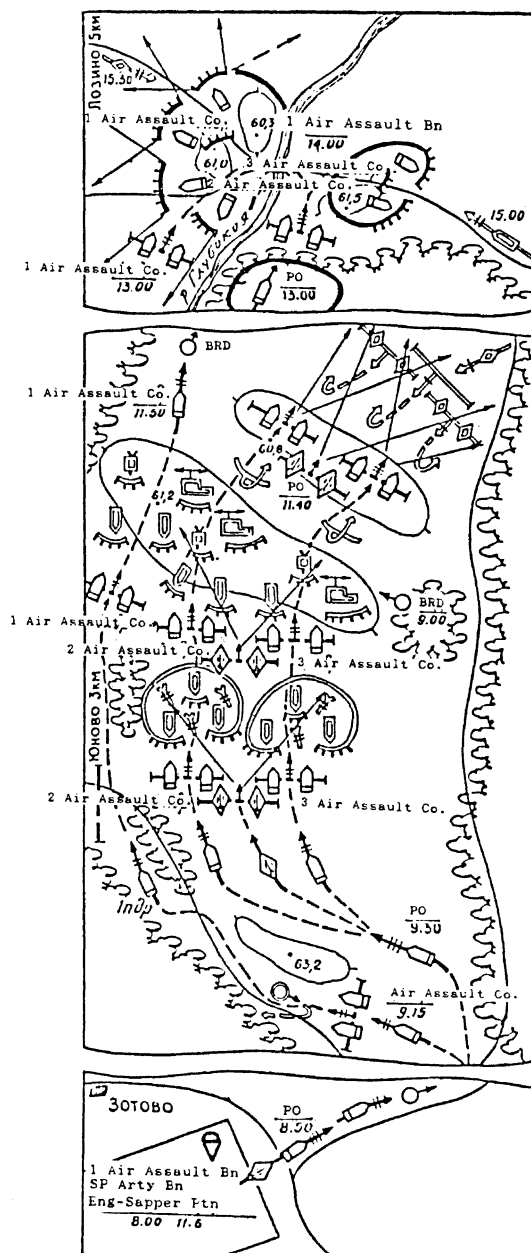 Лозино 5км
15.30
1 Air Assault Co.
60,3
1 Air Assault Bn
14.00
61,0
3 Air Assault Co.
2 Air Assault Co.
61,5
15.00
1 Air Assault Co.
13.00
PO
13.00
BRD
1 Air Assault Co.
11.50
60,8
PO
11.40
61,2
BRD
9.00
1 Air Assault Co.
2 Air Assault Co.
3 Air Assault Co.
Юново 3км
2 Air Assault Co.
3 Air Assault Co.
PO
9.30
63,2
Air Assault Co.
9.15
ЗОТОВО
PO
8.50
1 Air Assault Bn
SP Arty Bn
Eng-Sapper Ptn
8.00 11.6